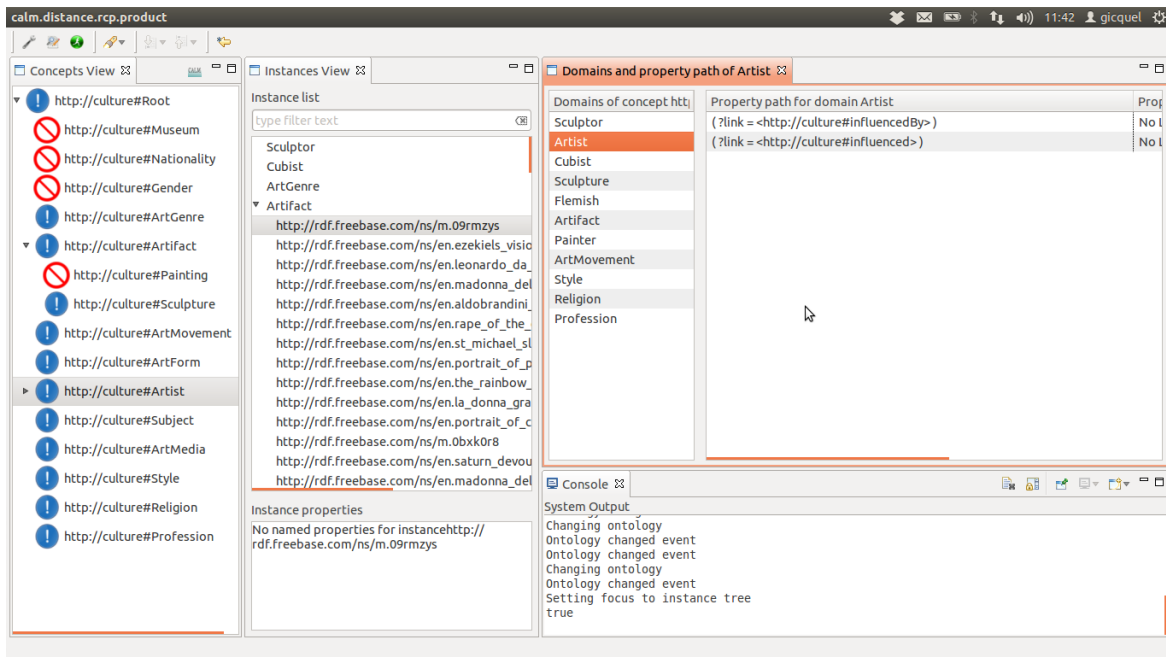 calm.distance.rcp.product
11:42 gicquel
Concepts View
CALM
http://culture#Root
http://culture#Museum
http://culture#Nationality
http://culture#Gender
http://culture#ArtGenre
http://culture#Artifact
http://culture#Painting
http://culture#Sculpture
http://culture#ArtMovement
http://culture#ArtForm
http://culture#Artist
http://culture#Subject
http://culture#ArtMedia
http://culture#Style
http://culture#Religion
http://culture#Profession
Instances View
Instance list
type filter text
Sculptor
Cubist
ArtGenre
Artifact
http://rdf.freebase.com/ns/m.09rmzys
http://rdf.freebase.com/ns/en.ezekiels_visio
http://rdf.freebase.com/ns/en.leonardo_da_
http://rdf.freebase.com/ns/en.madonna_del
http://rdf.freebase.com/ns/en.aldobrandini_
http://rdf.freebase.com/ns/en.rape_of_the_
http://rdf.freebase.com/ns/en.st_michael_sl
http://rdf.freebase.com/ns/en.portrait_of_p
http://rdf.freebase.com/ns/en.the_rainbow_
http://rdf.freebase.com/ns/en.la_donna_gra
http://rdf.freebase.com/ns/en.portrait_of_c
http://rdf.freebase.com/ns/m.0bxk0r8
http://rdf.freebase.com/ns/en.saturn_devou
http://rdf.freebase.com/ns/en.madonna_del
Instance properties
No named properties for instancehttp://
rdf.freebase.com/ns/m.09rmzys
Domains and property path of Artist
Domains of concept htt
Sculptor
Artist
Cubist
Sculpture
Flemish
Artifact
Painter
ArtMovement
Style
Religion
Profession
Property path for domain Artist
Prop
(?link = <http://culture#influencedBy>)
No L
(?link = <http://culture#influenced>)
No L
Console
System Output
Changing ontology
Ontology changed event
Ontology changed event
Changing ontology
Ontology changed event
Setting focus to instance tree
true